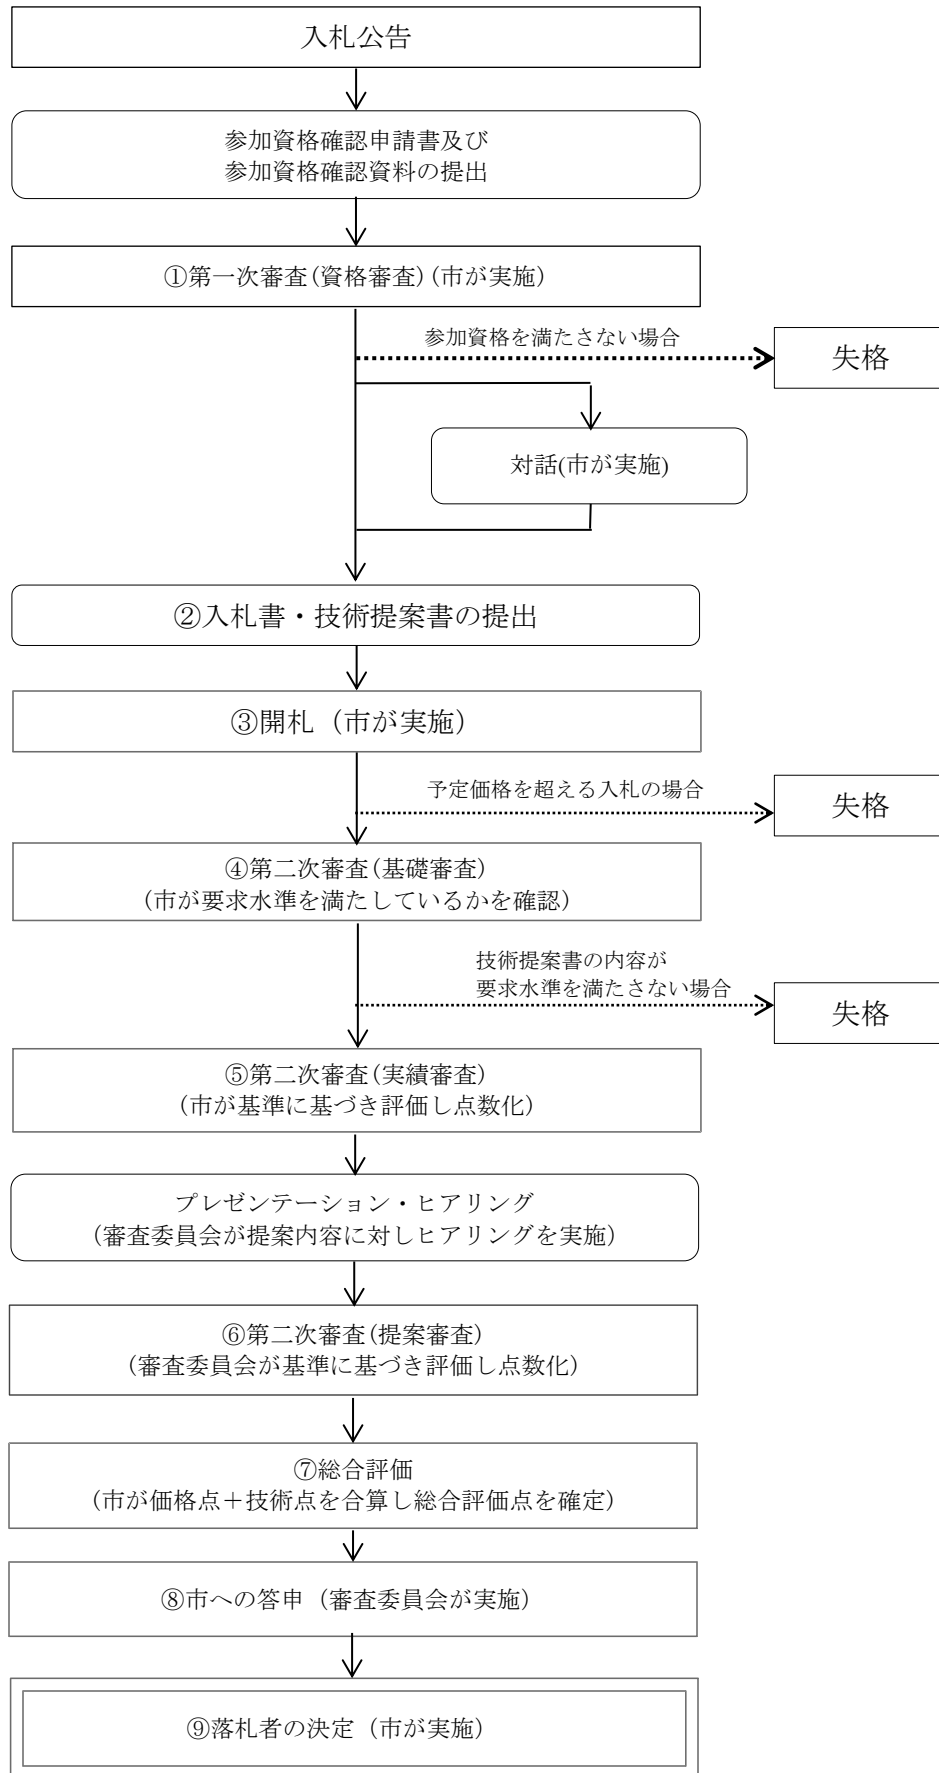 入札公告
参加資格確認申請書及び
参加資格確認資料の提出
①第一次審査(資格審査)(市が実施)
参加資格を満たさない場合
失格
対話(市が実施)
②入札書・技術提案書の提出
③開札（市が実施）
予定価格を超える入札の場合
失格
④第二次審査(基礎審査)
（市が要求水準を満たしているかを確認）
技術提案書の内容が
要求水準を満たさない場合
失格
⑤第二次審査(実績審査)
（市が基準に基づき評価し点数化）
プレゼンテーション・ヒアリング
（審査委員会が提案内容に対しヒアリングを実施）
⑥第二次審査(提案審査)
（審査委員会が基準に基づき評価し点数化）
⑦総合評価
（市が価格点＋技術点を合算し総合評価点を確定）
⑧市への答申（審査委員会が実施）
⑨落札者の決定（市が実施）